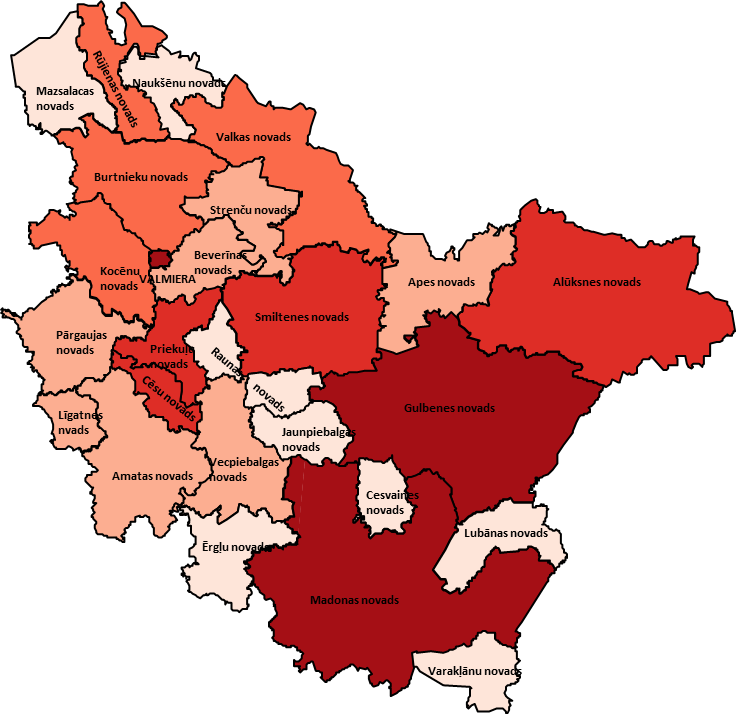 Naukšēnu novads
Mazsalacas
novads
Rūjienas novads
Valkas novads
Burtnieku novads
Strenču novads
Beverīnas
novads
Kocēnu
novads
VALMIERA
Apes novads
Alūksnes novads
Smiltenes novads
Pārgaujas
novads
Priekuļu
novads
Raunas
novads
Cēsu novads
Gulbenes novads
Līgatnes
nvads
Jaunpiebalgas
novads
Amatas novads
Vecpiebalgas
novads
Cesvaines
novads
Lubānas novads
Ērgļu novads
Madonas novads
Varakļānu novads